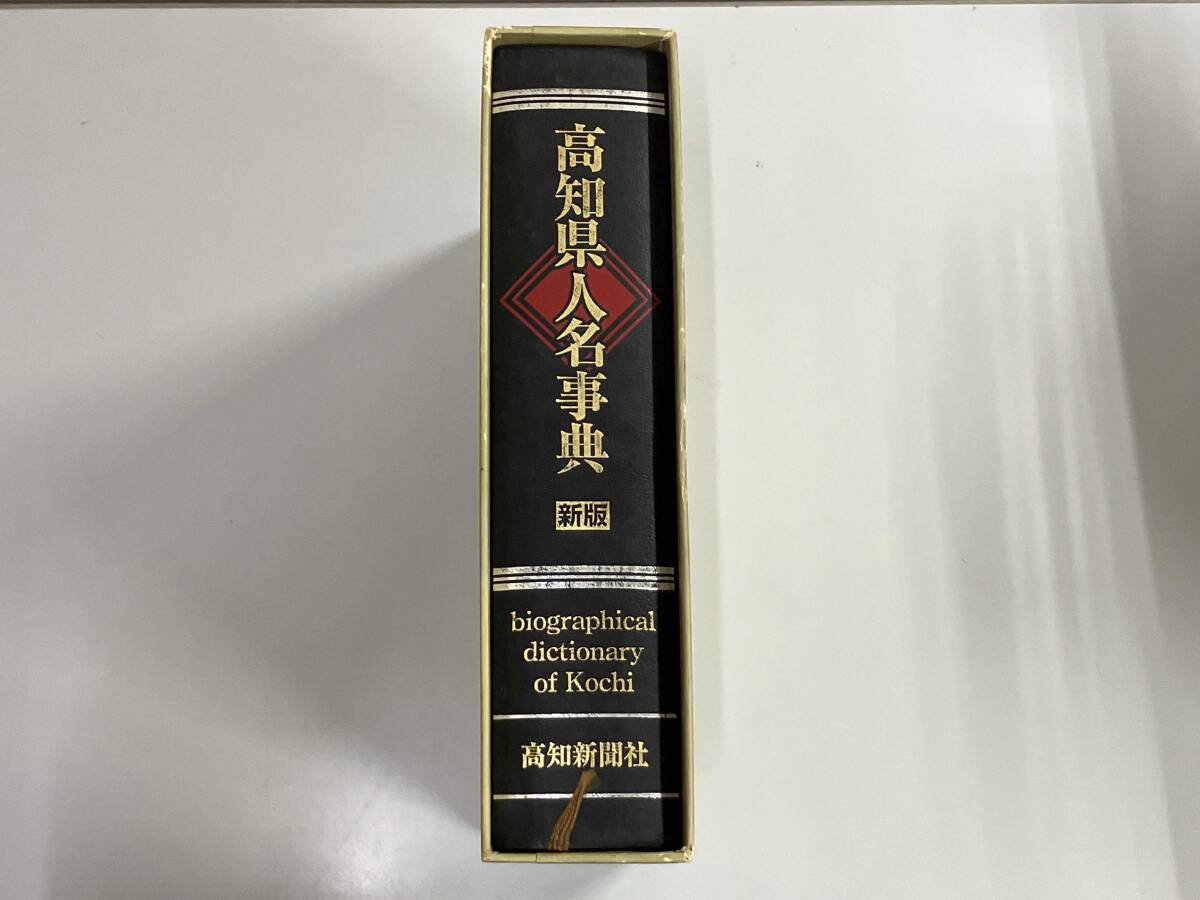 高知県人名事典
新版
biographical
dictionary
of Kochi
高知新聞社